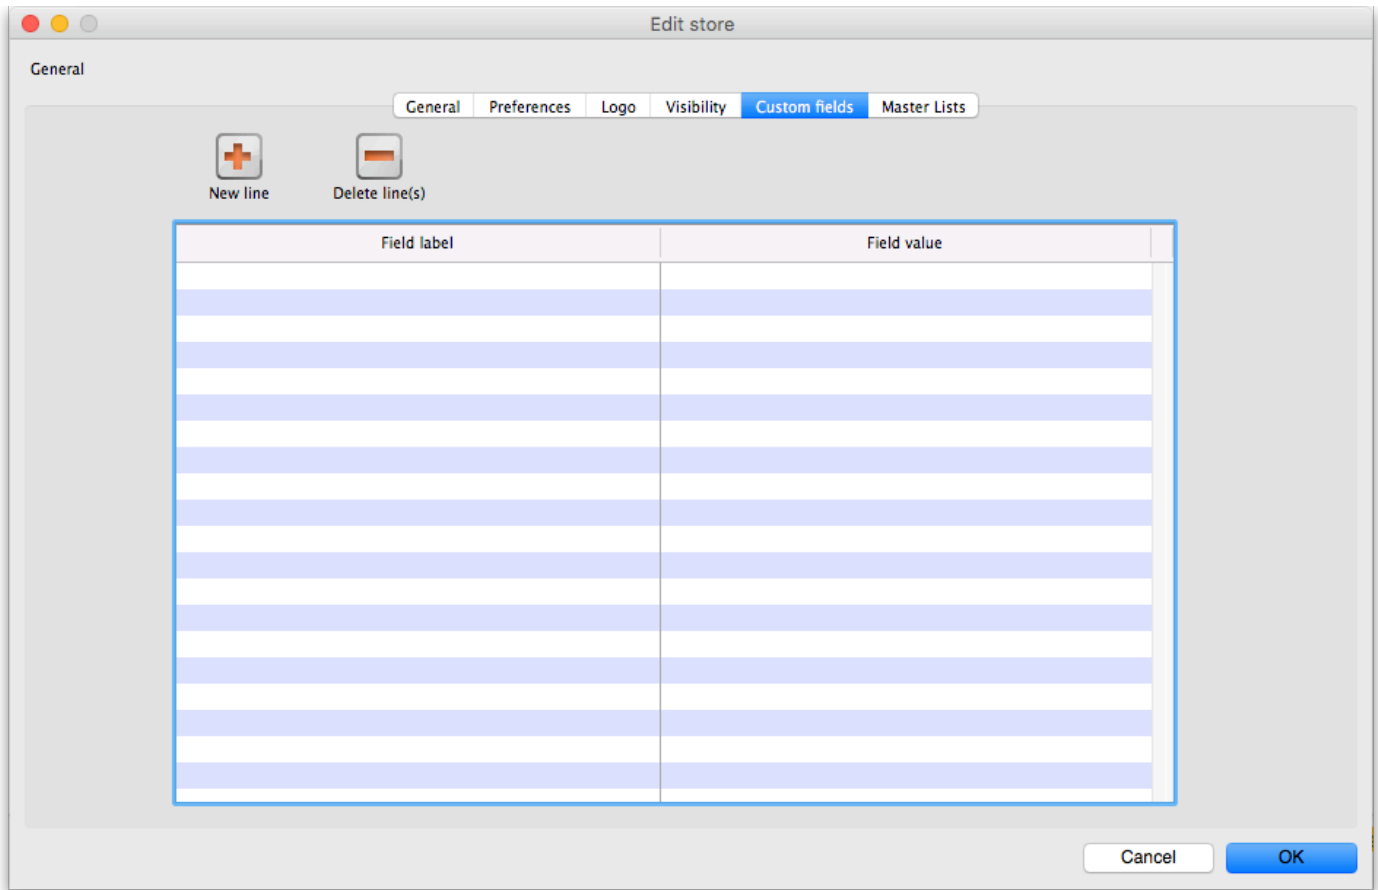 Edit store
General
General Preferences Logo Visibility Custom fields Master Lists
New line Delete line(s)
Field label Field value
Cancel OK